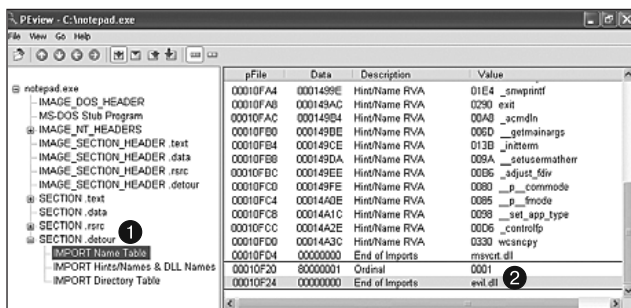 PEview - C:\notepad.exe
File View Go Help
notepad.exe
IMAGE_DOS_HEADER
MS-DOS Stub Program
IMAGE_NT_HEADERS
IMAGE_SECTION_HEADER .text
IMAGE_SECTION_HEADER .data
IMAGE_SECTION_HEADER .rsrc
IMAGE_SECTION_HEADER .detour
SECTION .text
SECTION .data
SECTION .rsrc
SECTION .detour 1
IMPORT Name Table
IMPORT Hints/Names & DLL Names
IMPORT Directory Table
pFile Data Description Value
00010FA4 0001499E Hint/Name RVA 01E4 _snwprintf
00010FA8 000149AC Hint/Name RVA 0290 exit
00010FAC 000149B4 Hint/Name RVA 00A8 _acmdln
00010FB0 000149BE Hint/Name RVA 006D __getmainargs
00010FB4 000149CE Hint/Name RVA 013B _initterm
00010FB8 000149DA Hint/Name RVA 009A __setusermatherr
00010FBC 000149EE Hint/Name RVA 00B6 _adjust_fdiv
00010FC0 000149FE Hint/Name RVA 0080 __p__commode
00010FC4 00014A0E Hint/Name RVA 0085 __p__fmode
00010FC8 00014A1C Hint/Name RVA 0098 __set_app_type
00010FCC 00014A2E Hint/Name RVA 00D6 _controlfp
00010FD0 00014A3C Hint/Name RVA 0330 wcsncpy
00010FD4 00000000 End of Imports msvcrt.dll
00010F20 80000001 Ordinal 0001
00010F24 00000000 End of Imports evil.dll 2